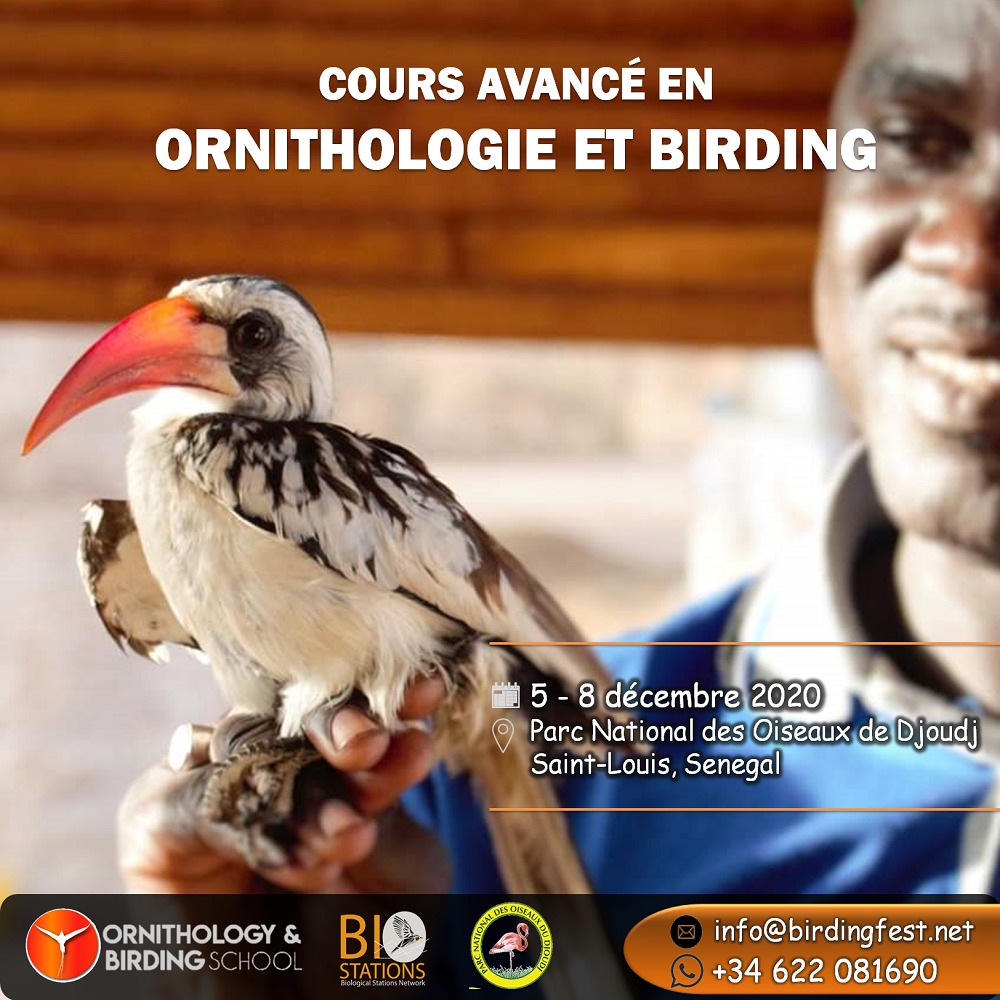 COURS AVANCÉ EN
ORNITHOLOGIE ET BIRDING
5 - 8 décembre 2020
Parc National des Oiseaux de Djoudj
Saint-Louis, Senegal
ORNITHOLOGY &
BIRDING SCHOOL
BIO
STATIONS
Biological Stations Network
PARC NATIONAL DES OISEAUX DU DJOUDJ
info@birdingfest.net
+34 622 081690